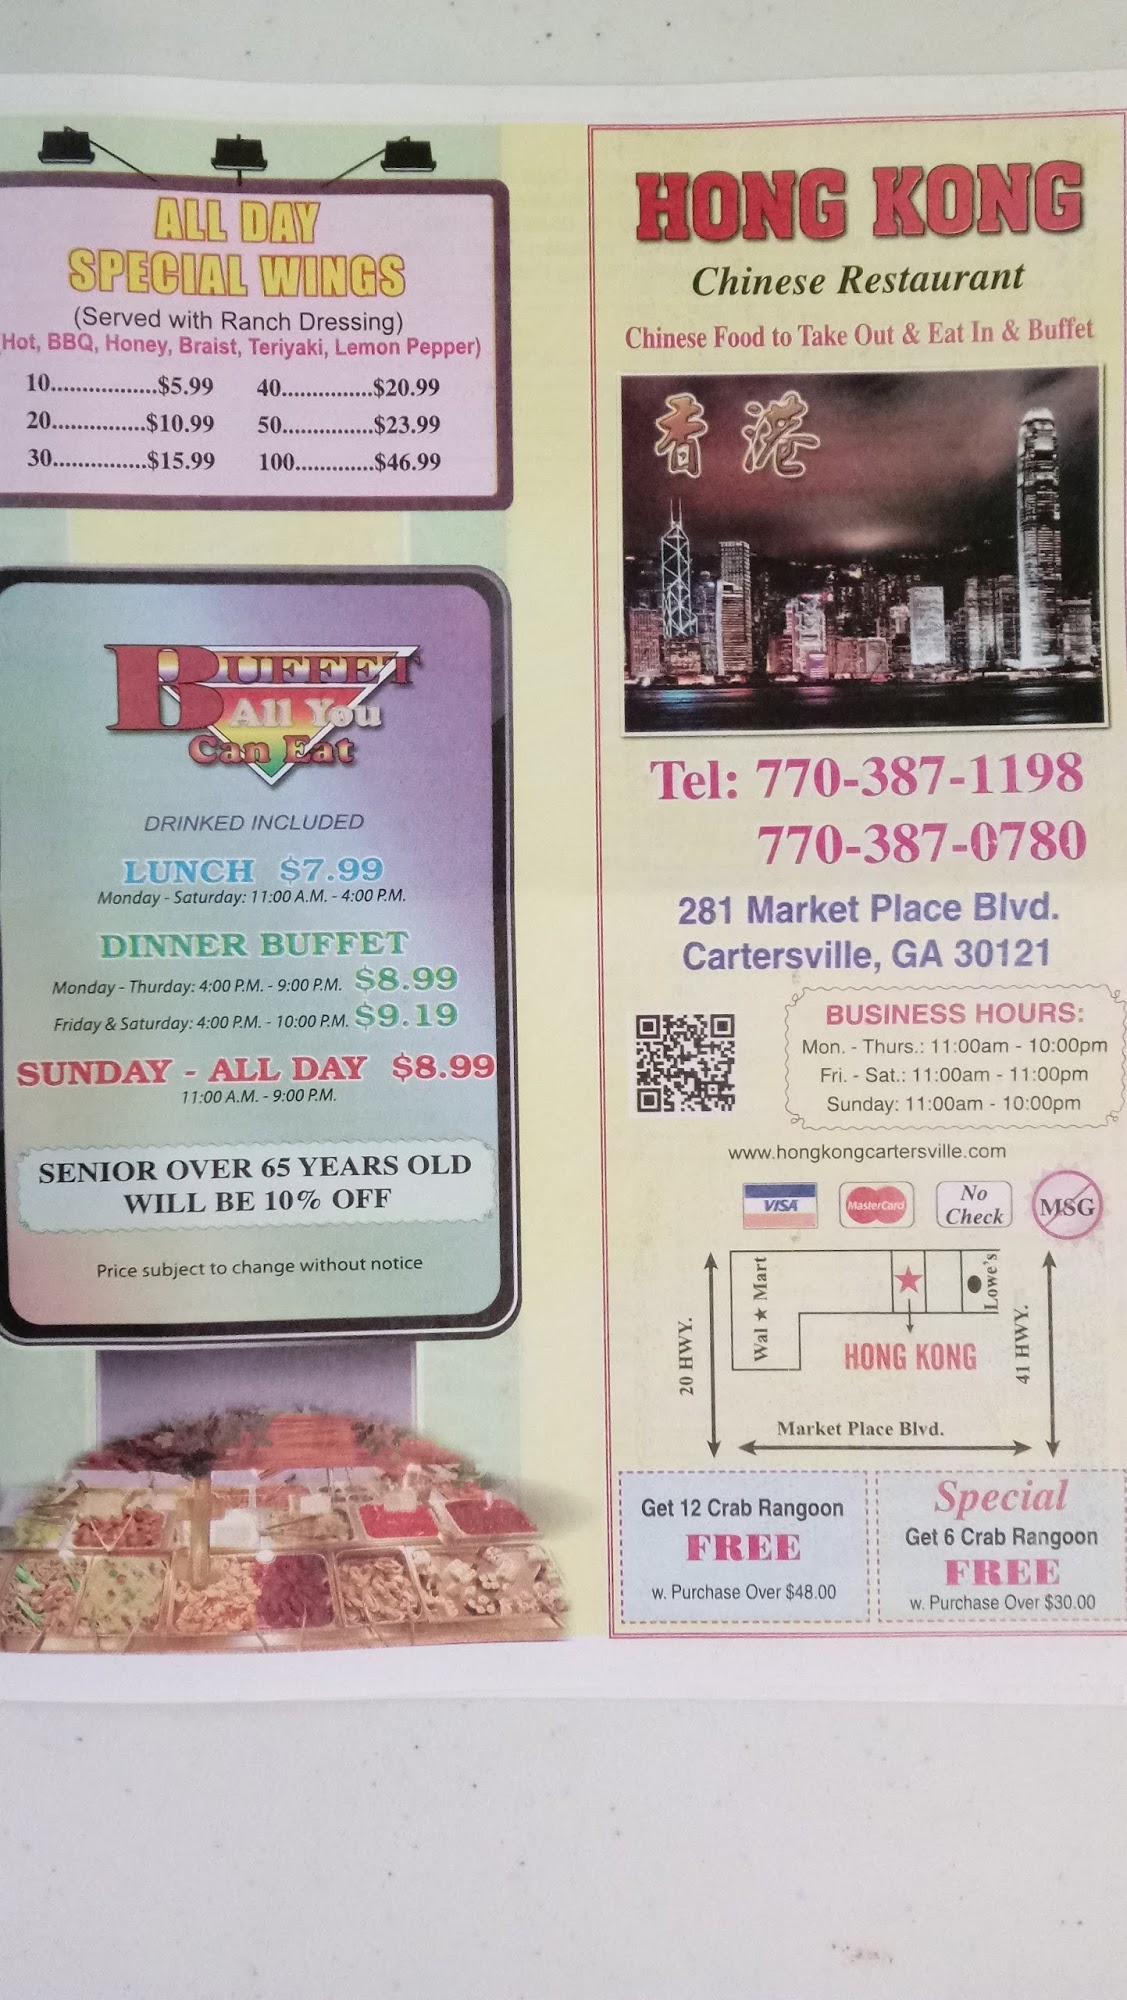 ALL DAY
SPECIAL WINGS
(Served with Ranch Dressing)
Hot, BBQ, Honey, Braist, Teriyaki, Lemon Pepper)
10.................$5.99 40...............$20.99
20...............$10.99 50...............$23.99
30...............$15.99 100.............$46.99
BUFFET
All You
Can Eat
DRINKED INCLUDED
LUNCH $7.99
Monday - Saturday: 11:00 A.M. - 4:00 P.M.
DINNER BUFFET
Monday - Thurday: 4:00 P.M. - 9:00 P.M. $8.99
Friday & Saturday: 4:00 P.M. - 10:00 P.M. $9.19
SUNDAY - ALL DAY $8.99
11:00 A.M. - 9:00 P.M.
SENIOR OVER 65 YEARS OLD
WILL BE 10% OFF
Price subject to change without notice
HONG KONG
Chinese Restaurant
Chinese Food to Take Out & Eat In & Buffet
香港
Tel: 770-387-1198
770-387-0780
281 Market Place Blvd.
Cartersville, GA 30121
BUSINESS HOURS:
Mon. - Thurs.: 11:00am - 10:00pm
Fri. - Sat.: 11:00am - 11:00pm
Sunday: 11:00am - 10:00pm
www.hongkongcartersville.com
VISA
MasterCard
No
Check
MSG
20 HWY.
Wal ★ Mart
Lowe's
41 HWY.
HONG KONG
Market Place Blvd.
Get 12 Crab Rangoon
FREE
w. Purchase Over $48.00
Special
Get 6 Crab Rangoon
FREE
w. Purchase Over $30.00